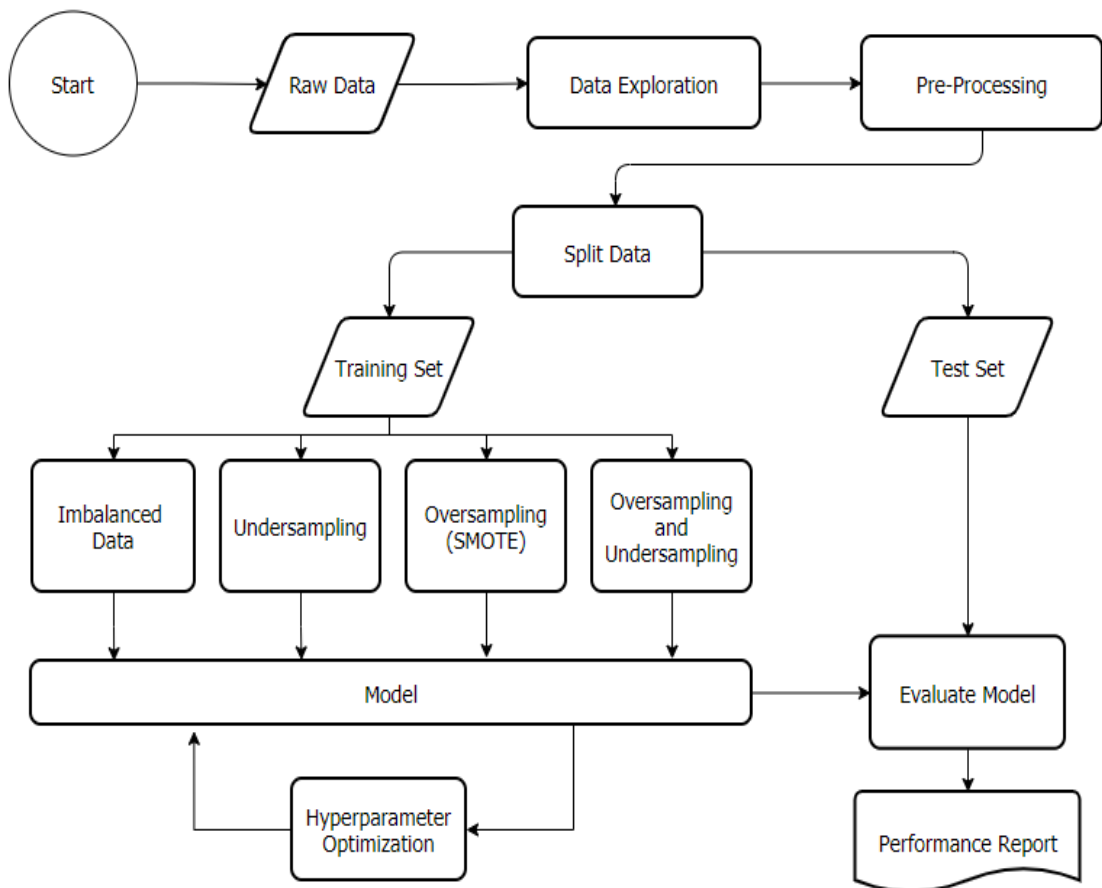 Start
Raw Data
Data Exploration
Pre-Processing
Split Data
Training Set
Test Set
Imbalanced
Data
Undersampling
Oversampling
(SMOTE)
Oversampling
and
Undersampling
Model
Evaluate Model
Hyperparameter
Optimization
Performance Report